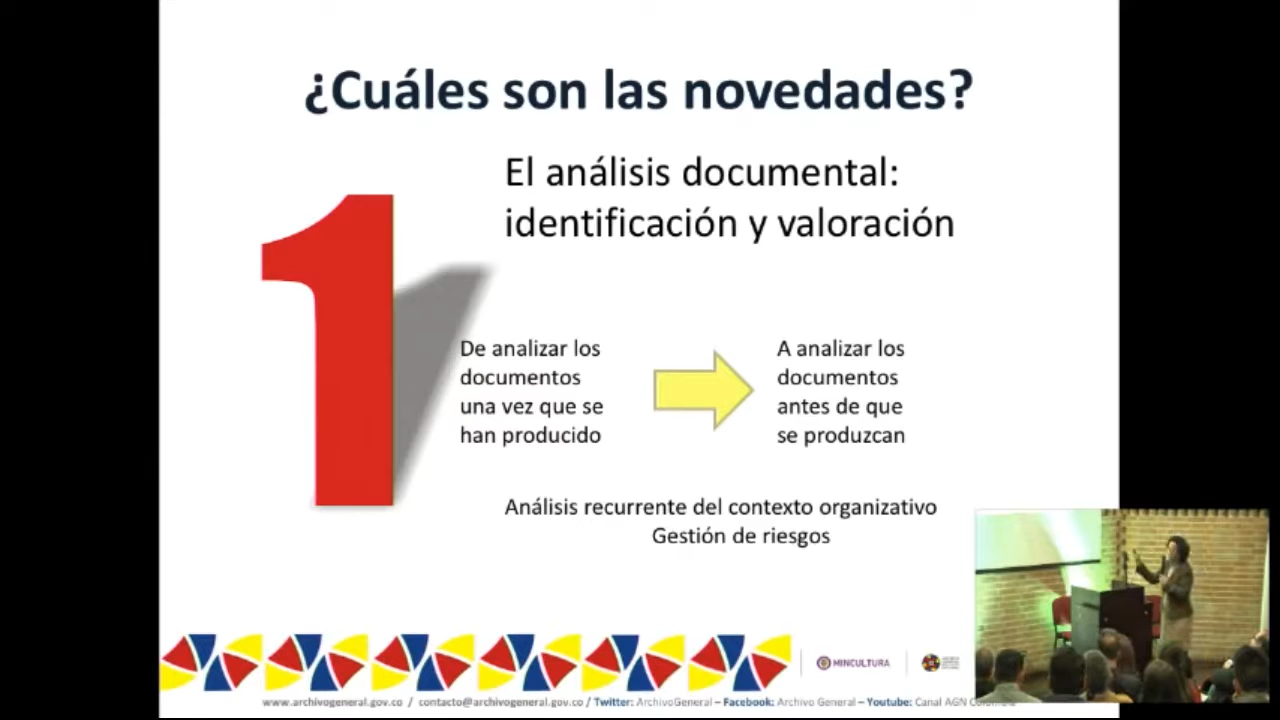 ¿Cuáles son las novedades?
El análisis documental:
identificación y valoración
1
De analizar los
documentos
una vez que se
han producido
A analizar los
documentos
antes de que
se produzcan
Análisis recurrente del contexto organizativo
Gestión de riesgos
MINCULTURA
www.archivogeneral.gov.co / contacto@archivogeneral.gov.co / Twitter: ArchivoGeneral – Facebook: Archivo General – Youtube: Canal AGN